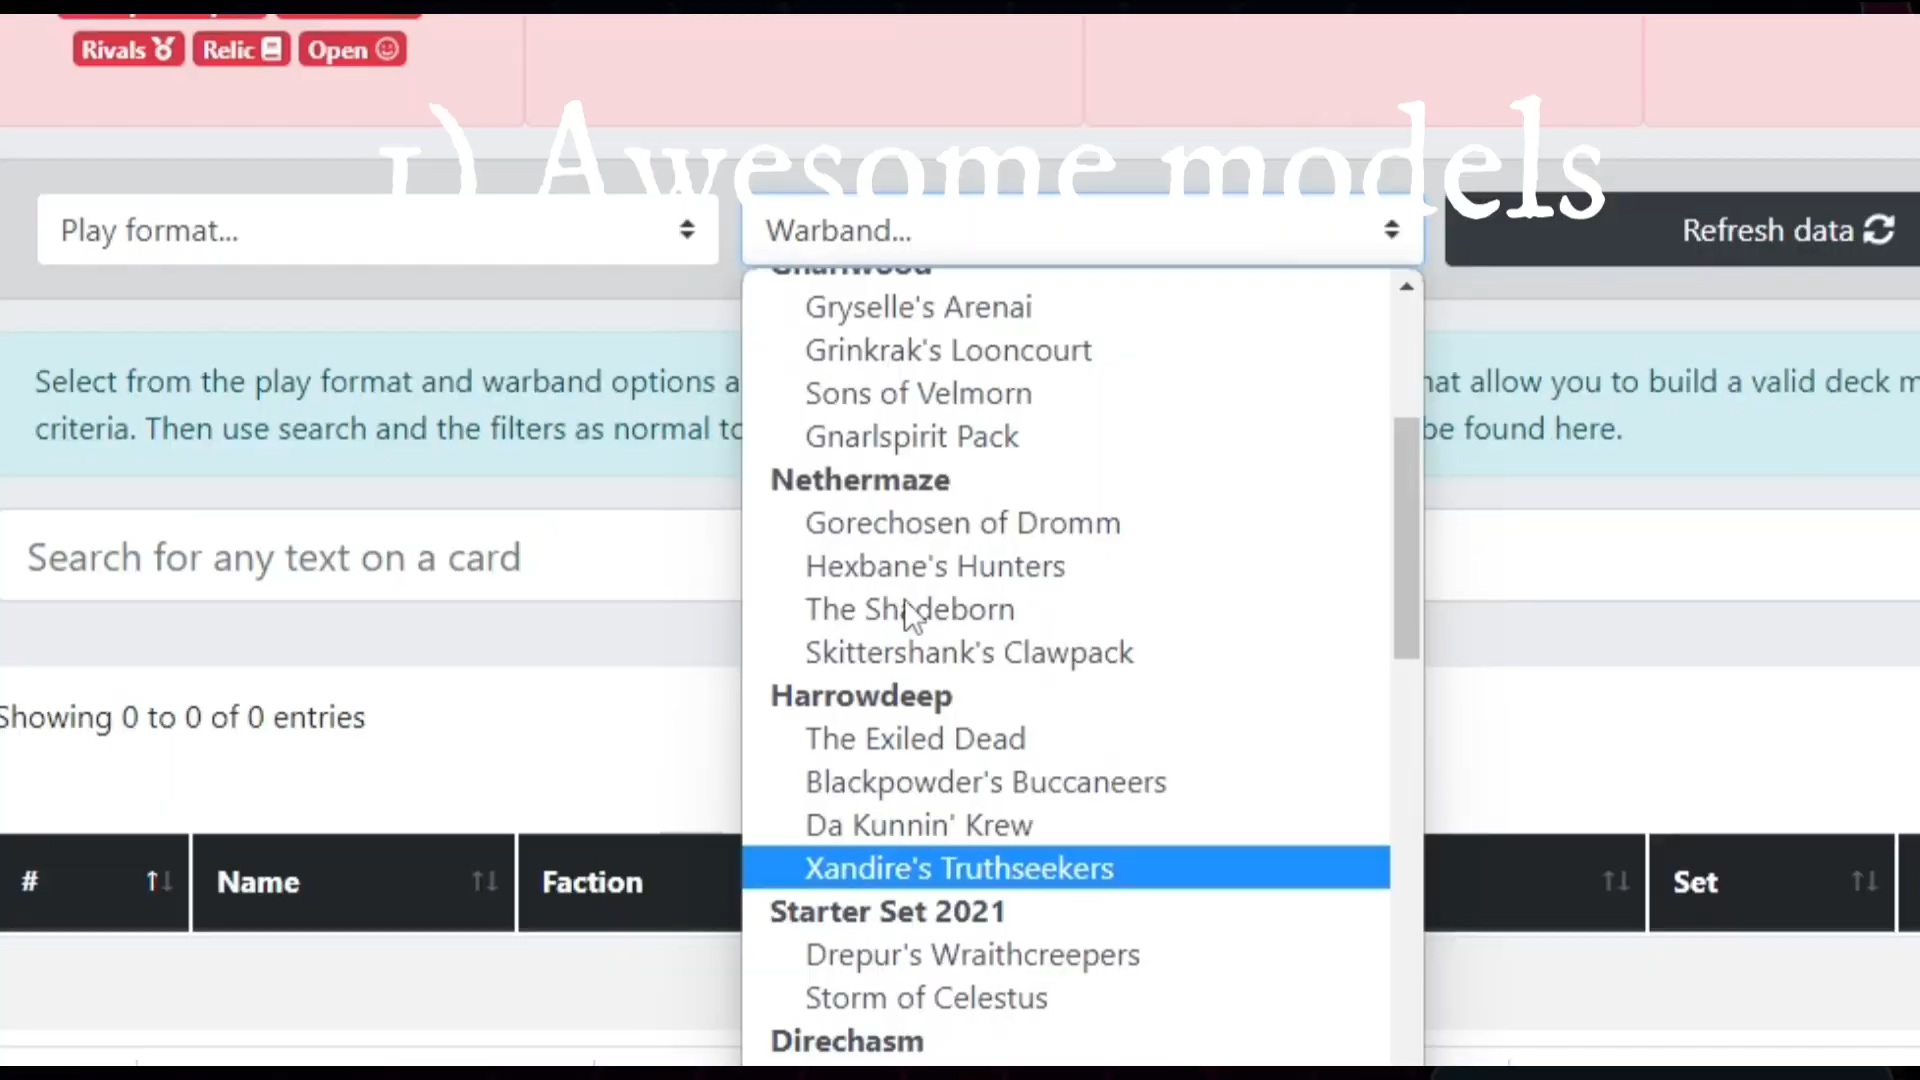 Rivals Relic Open
1) Awesome models
Play format...
Warband...
Refresh data
Gnarlwood
Gryselle's Arenai
Grinkrak's Looncourt
Sons of Velmorn
Gnarlspirit Pack
Nethermaze
Gorechosen of Dromm
Hexbane's Hunters
The Shadeborn
Skittershank's Clawpack
Harrowdeep
The Exiled Dead
Blackpowder's Buccaneers
Da Kunnin' Krew
Xandire's Truthseekers
Starter Set 2021
Drepur's Wraithcreepers
Storm of Celestus
Direchasm
Select from the play format and warband options a
hat allow you to build a valid deck m
criteria. Then use search and the filters as normal to
be found here.
Search for any text on a card
Showing 0 to 0 of 0 entries
# Name Faction Set